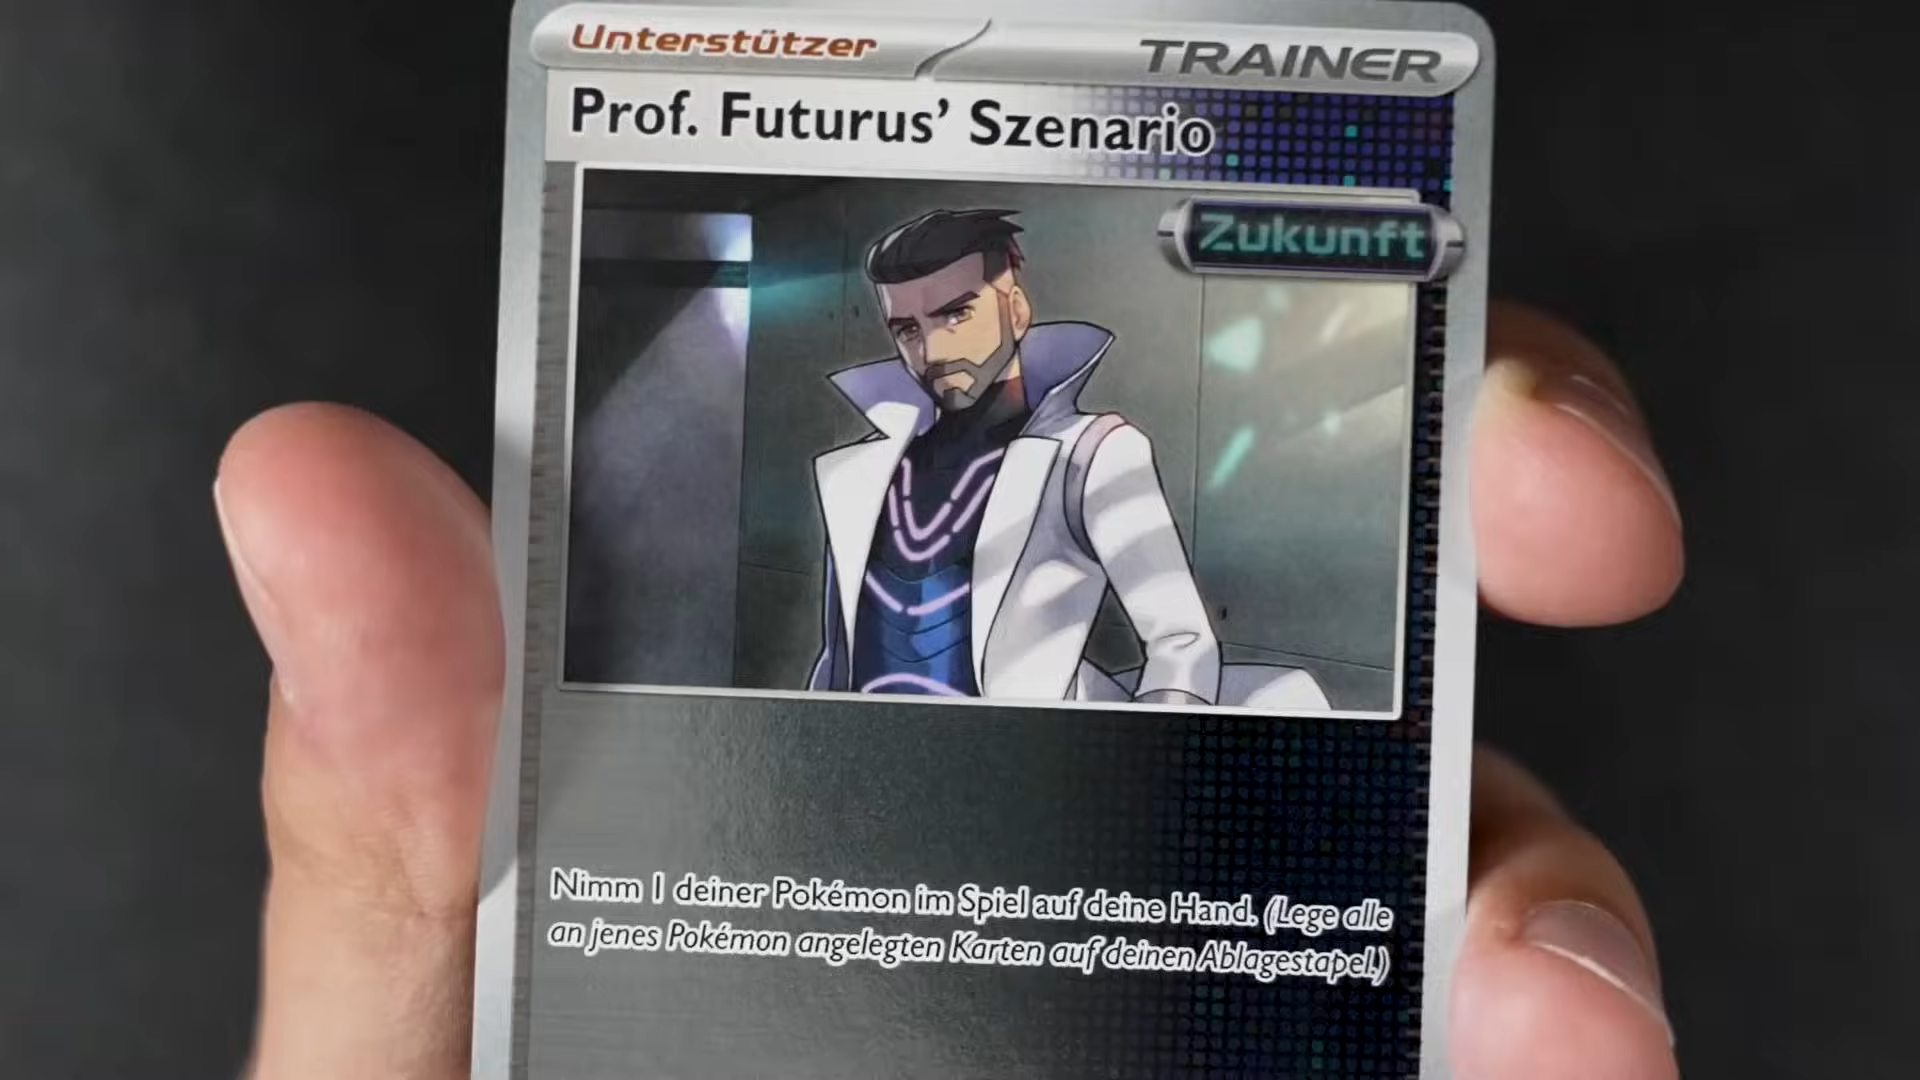 Unterstützer
TRAINER
Prof. Futurus’ Szenario
Zukunft
Nimm 1 deiner Pokémon im Spiel auf deine Hand. (Lege alle
an jenes Pokémon angelegten Karten auf deinen Ablagestapel.)